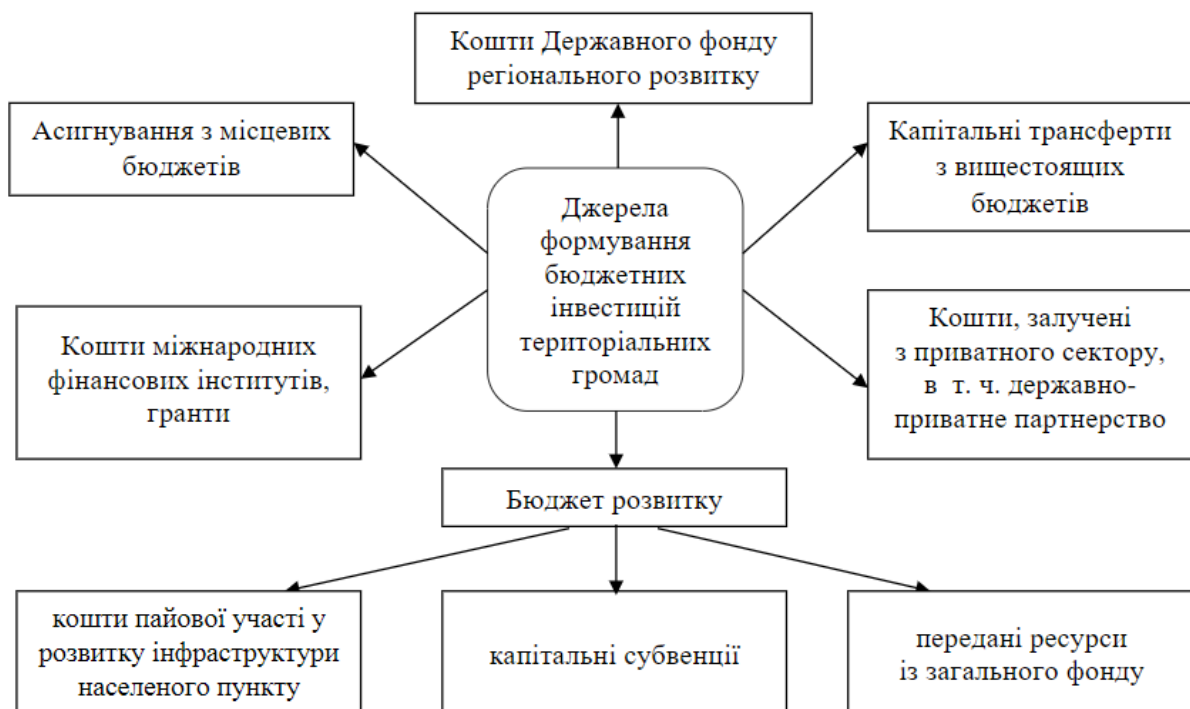 Кошти Державного фонду
регіонального розвитку
Асигнування з місцевих
бюджетів
Капітальні трансферти
з вищестоящих
бюджетів
Джерела
формування
бюджетних
інвестицій
територіальних
громад
Кошти міжнародних
фінансових інститутів,
гранти
Кошти, залучені
з приватного сектору,
в т. ч. державно-
приватне партнерство
Бюджет розвитку
кошти пайової участі у
розвитку інфраструктури
населеного пункту
капітальні субвенції
передані ресурси
із загального фонду